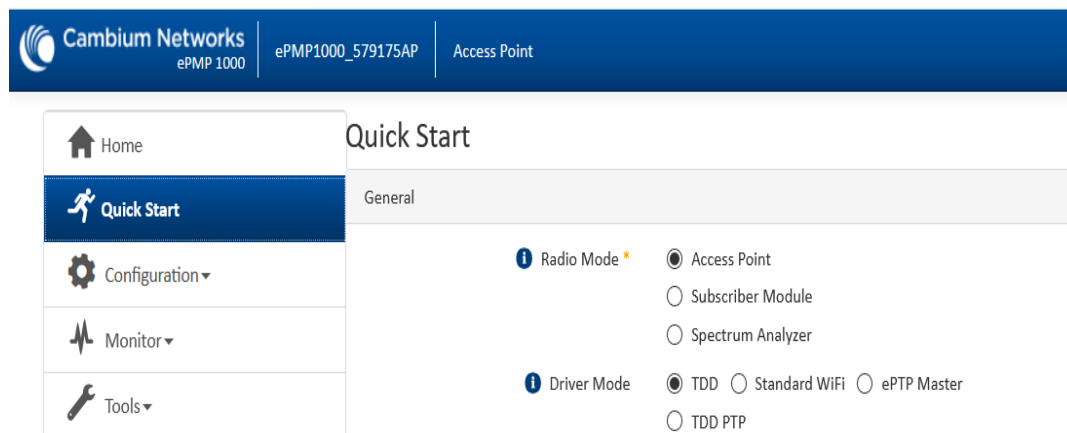 Cambium Networks
ePMP 1000
ePMP1000_579175AP
Access Point
Home
Quick Start
Configuration
Monitor
Tools
Quick Start
General
Radio Mode *
Access Point
Subscriber Module
Spectrum Analyzer
Driver Mode
TDD Standard WiFi ePTP Master
TDD PTP